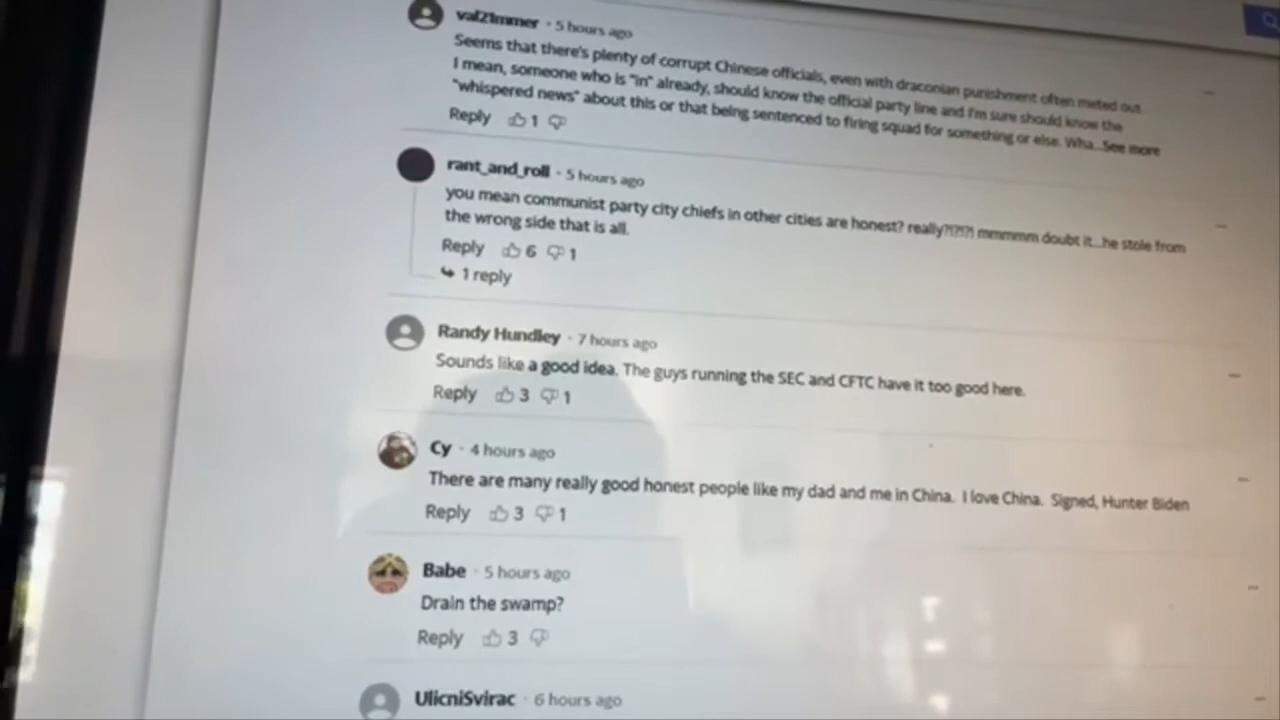 val21mmer · 5 hours ago
Seems that there's plenty of corrupt Chinese officials, even with draconian punishment often meted out.
I mean, someone who is "in" already, should know the official party line and I'm sure should know the
"whispered news" about this or that being sentenced to firing squad for something or else. Wha...See more
Reply 1
rant_and_roll · 5 hours ago
you mean communist party city chiefs in other cities are honest? really?!?!?! mmmmm doubt it...he stole from
the wrong side that is all.
Reply 6 1
1 reply
Randy Hundley · 7 hours ago
Sounds like a good idea. The guys running the SEC and CFTC have it too good here.
Reply 3 1
Cy · 4 hours ago
There are many really good honest people like my dad and me in China. I love China. Signed, Hunter Biden
Reply 3 1
Babe · 5 hours ago
Drain the swamp?
Reply 3
UlicniSvirac · 6 hours ago